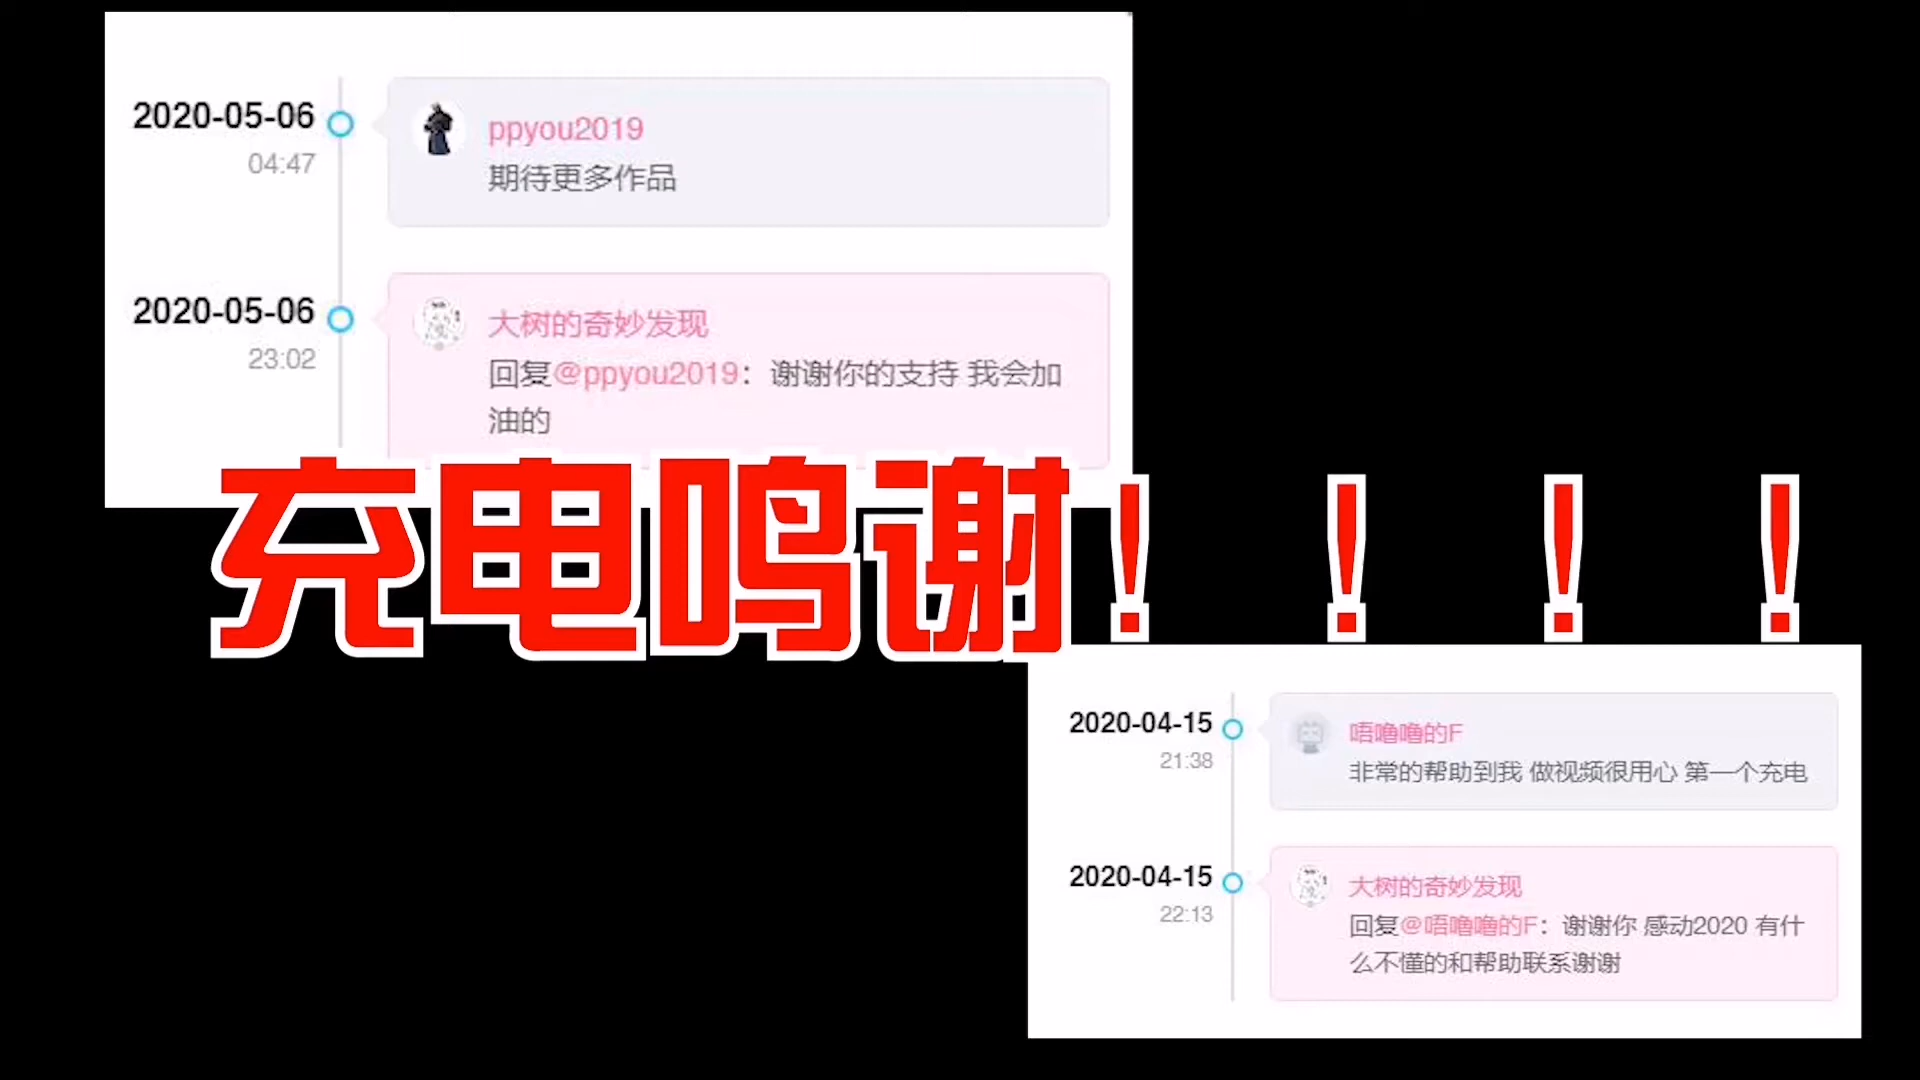 2020-05-06
04:47
ppyou2019
期待更多作品
2020-05-06
23:02
大树的奇妙发现
回复@ppyou2019：谢谢你的支持 我会加
油的
充电鸣谢！！！！
2020-04-15
21:38
唔噜噜的F
非常的帮助到我 做视频很用心 第一个充电
2020-04-15
22:13
大树的奇妙发现
回复@唔噜噜的F：谢谢你 感动2020 有什
么不懂的和帮助联系谢谢